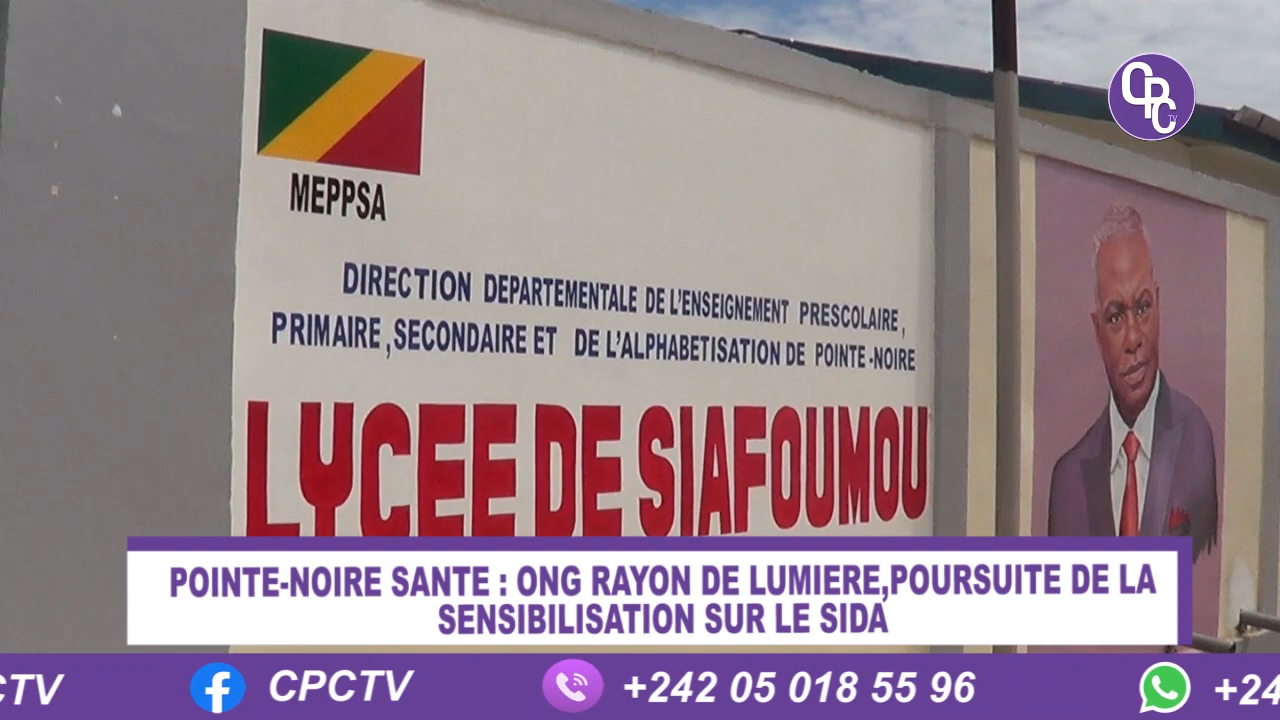 CPC
TV
MEPPSA
DIRECTION DEPARTEMENTALE DE L'ENSEIGNEMENT PRESCOLAIRE,
PRIMAIRE, SECONDAIRE ET DE L'ALPHABETISATION DE POINTE-NOIRE
LYCEE DE SIAFOUMOU
POINTE-NOIRE SANTE : ONG RAYON DE LUMIERE,POURSUITE DE LA
SENSIBILISATION SUR LE SIDA
CTV CPCTV +242 05 018 55 96 +24